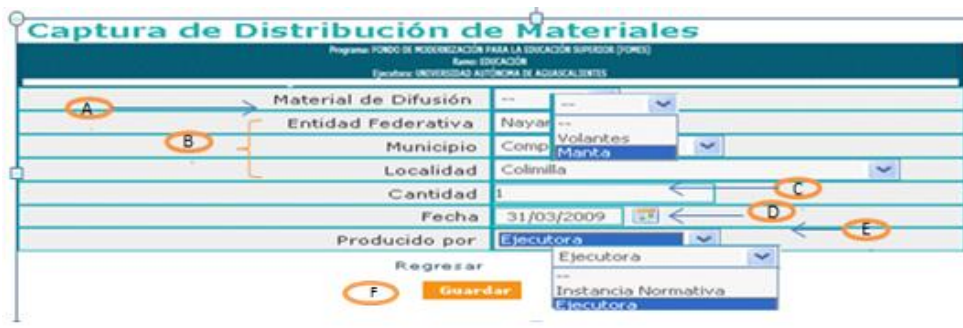 Captura de Distribución de Materiales
Programa: FONDO DE MODERNIZACIÓN PARA LA EDUCACIÓN SUPERIOR [FOMES]
Ramo: EDUCACIÓN
Ejecutora: UNIVERSIDAD AUTÓNOMA DE AGUASCALIENTES
A Material de Difusión -- --
Entidad Federativa Nayar --
Volantes
B Municipio Comp Manta
Localidad Colimilla
Cantidad 1 C
Fecha 31/03/2009 D
Producido por Ejecutora E
Regresar Ejecutora
--
F Guardar Instancia Normativa
Ejecutora